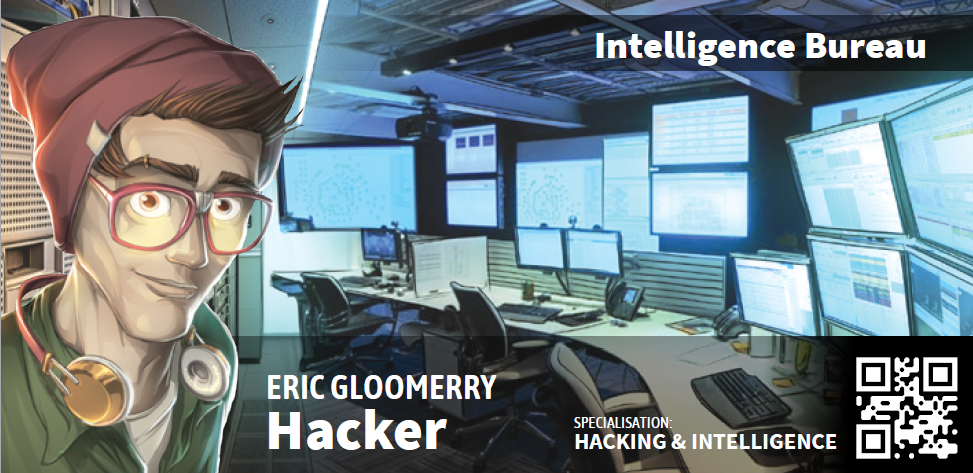 Intelligence Bureau
ERIC GLOOMERRY
Hacker
SPECIALISATION:
HACKING & INTELLIGENCE